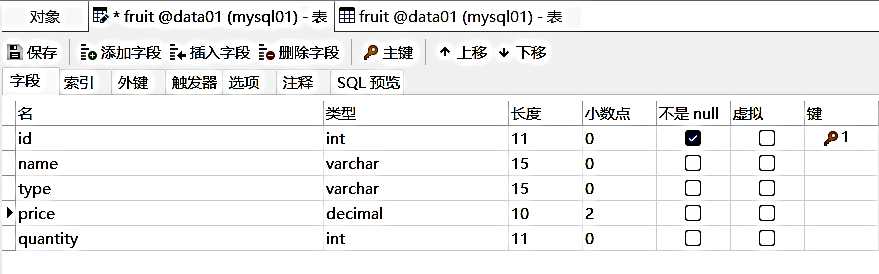 对象 * fruit @data01 (mysql01) - 表 fruit @data01 (mysql01) - 表
保存 添加字段 插入字段 删除字段 主键 上移 下移
字段 索引 外键 触发器 选项 注释 SQL 预览
名 类型 长度 小数点 不是 null 虚拟 键
id int 11 0 1
name varchar 15 0
type varchar 15 0
price decimal 10 2
quantity int 11 0